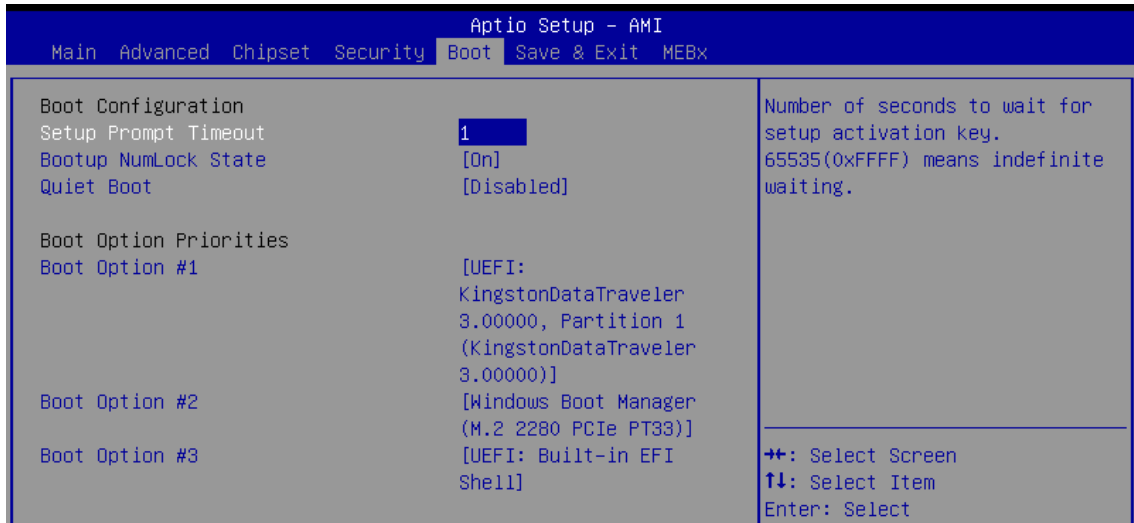 Aptio Setup – AMI
Main Advanced Chipset Security Boot Save & Exit MEBx
Boot Configuration
Setup Prompt Timeout 1
Bootup NumLock State [On]
Quiet Boot [Disabled]
Boot Option Priorities
Boot Option #1 [UEFI:
KingstonDataTraveler
3.00000, Partition 1
(KingstonDataTraveler
3.00000)]
Boot Option #2 [Windows Boot Manager
(M.2 2280 PCIe PT33)]
Boot Option #3 [UEFI: Built-in EFI
Shell]
Number of seconds to wait for
setup activation key.
65535(0xFFFF) means indefinite
waiting.
→←: Select Screen
↑↓: Select Item
Enter: Select